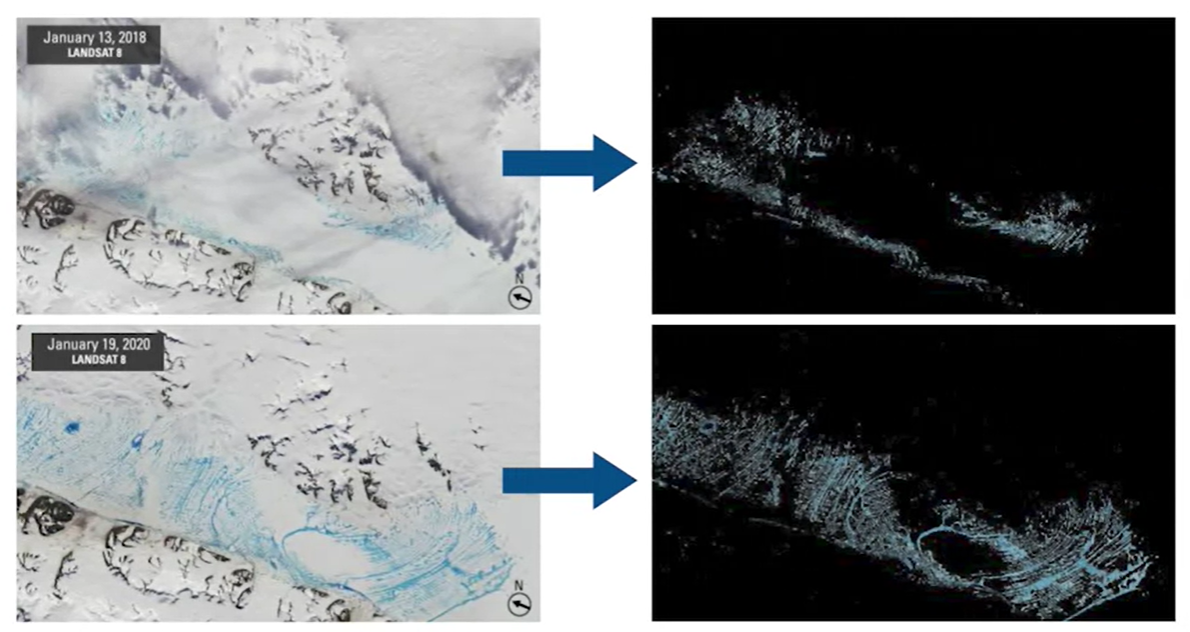 January 13, 2018
LANDSAT 8
N
January 19, 2020
LANDSAT 8
N